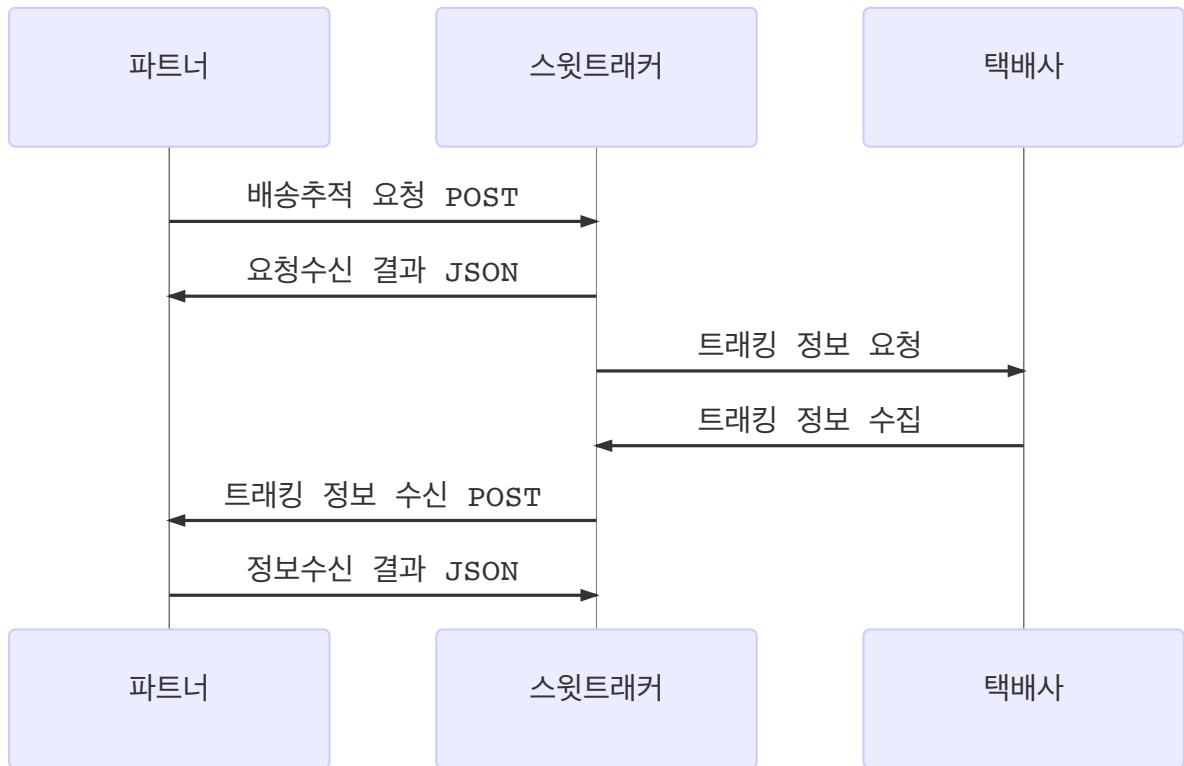 파트너
스윗트래커
택배사
배송추적 요청 POST
요청수신 결과 JSON
트래킹 정보 요청
트래킹 정보 수집
트래킹 정보 수신 POST
정보수신 결과 JSON
파트너
스윗트래커
택배사